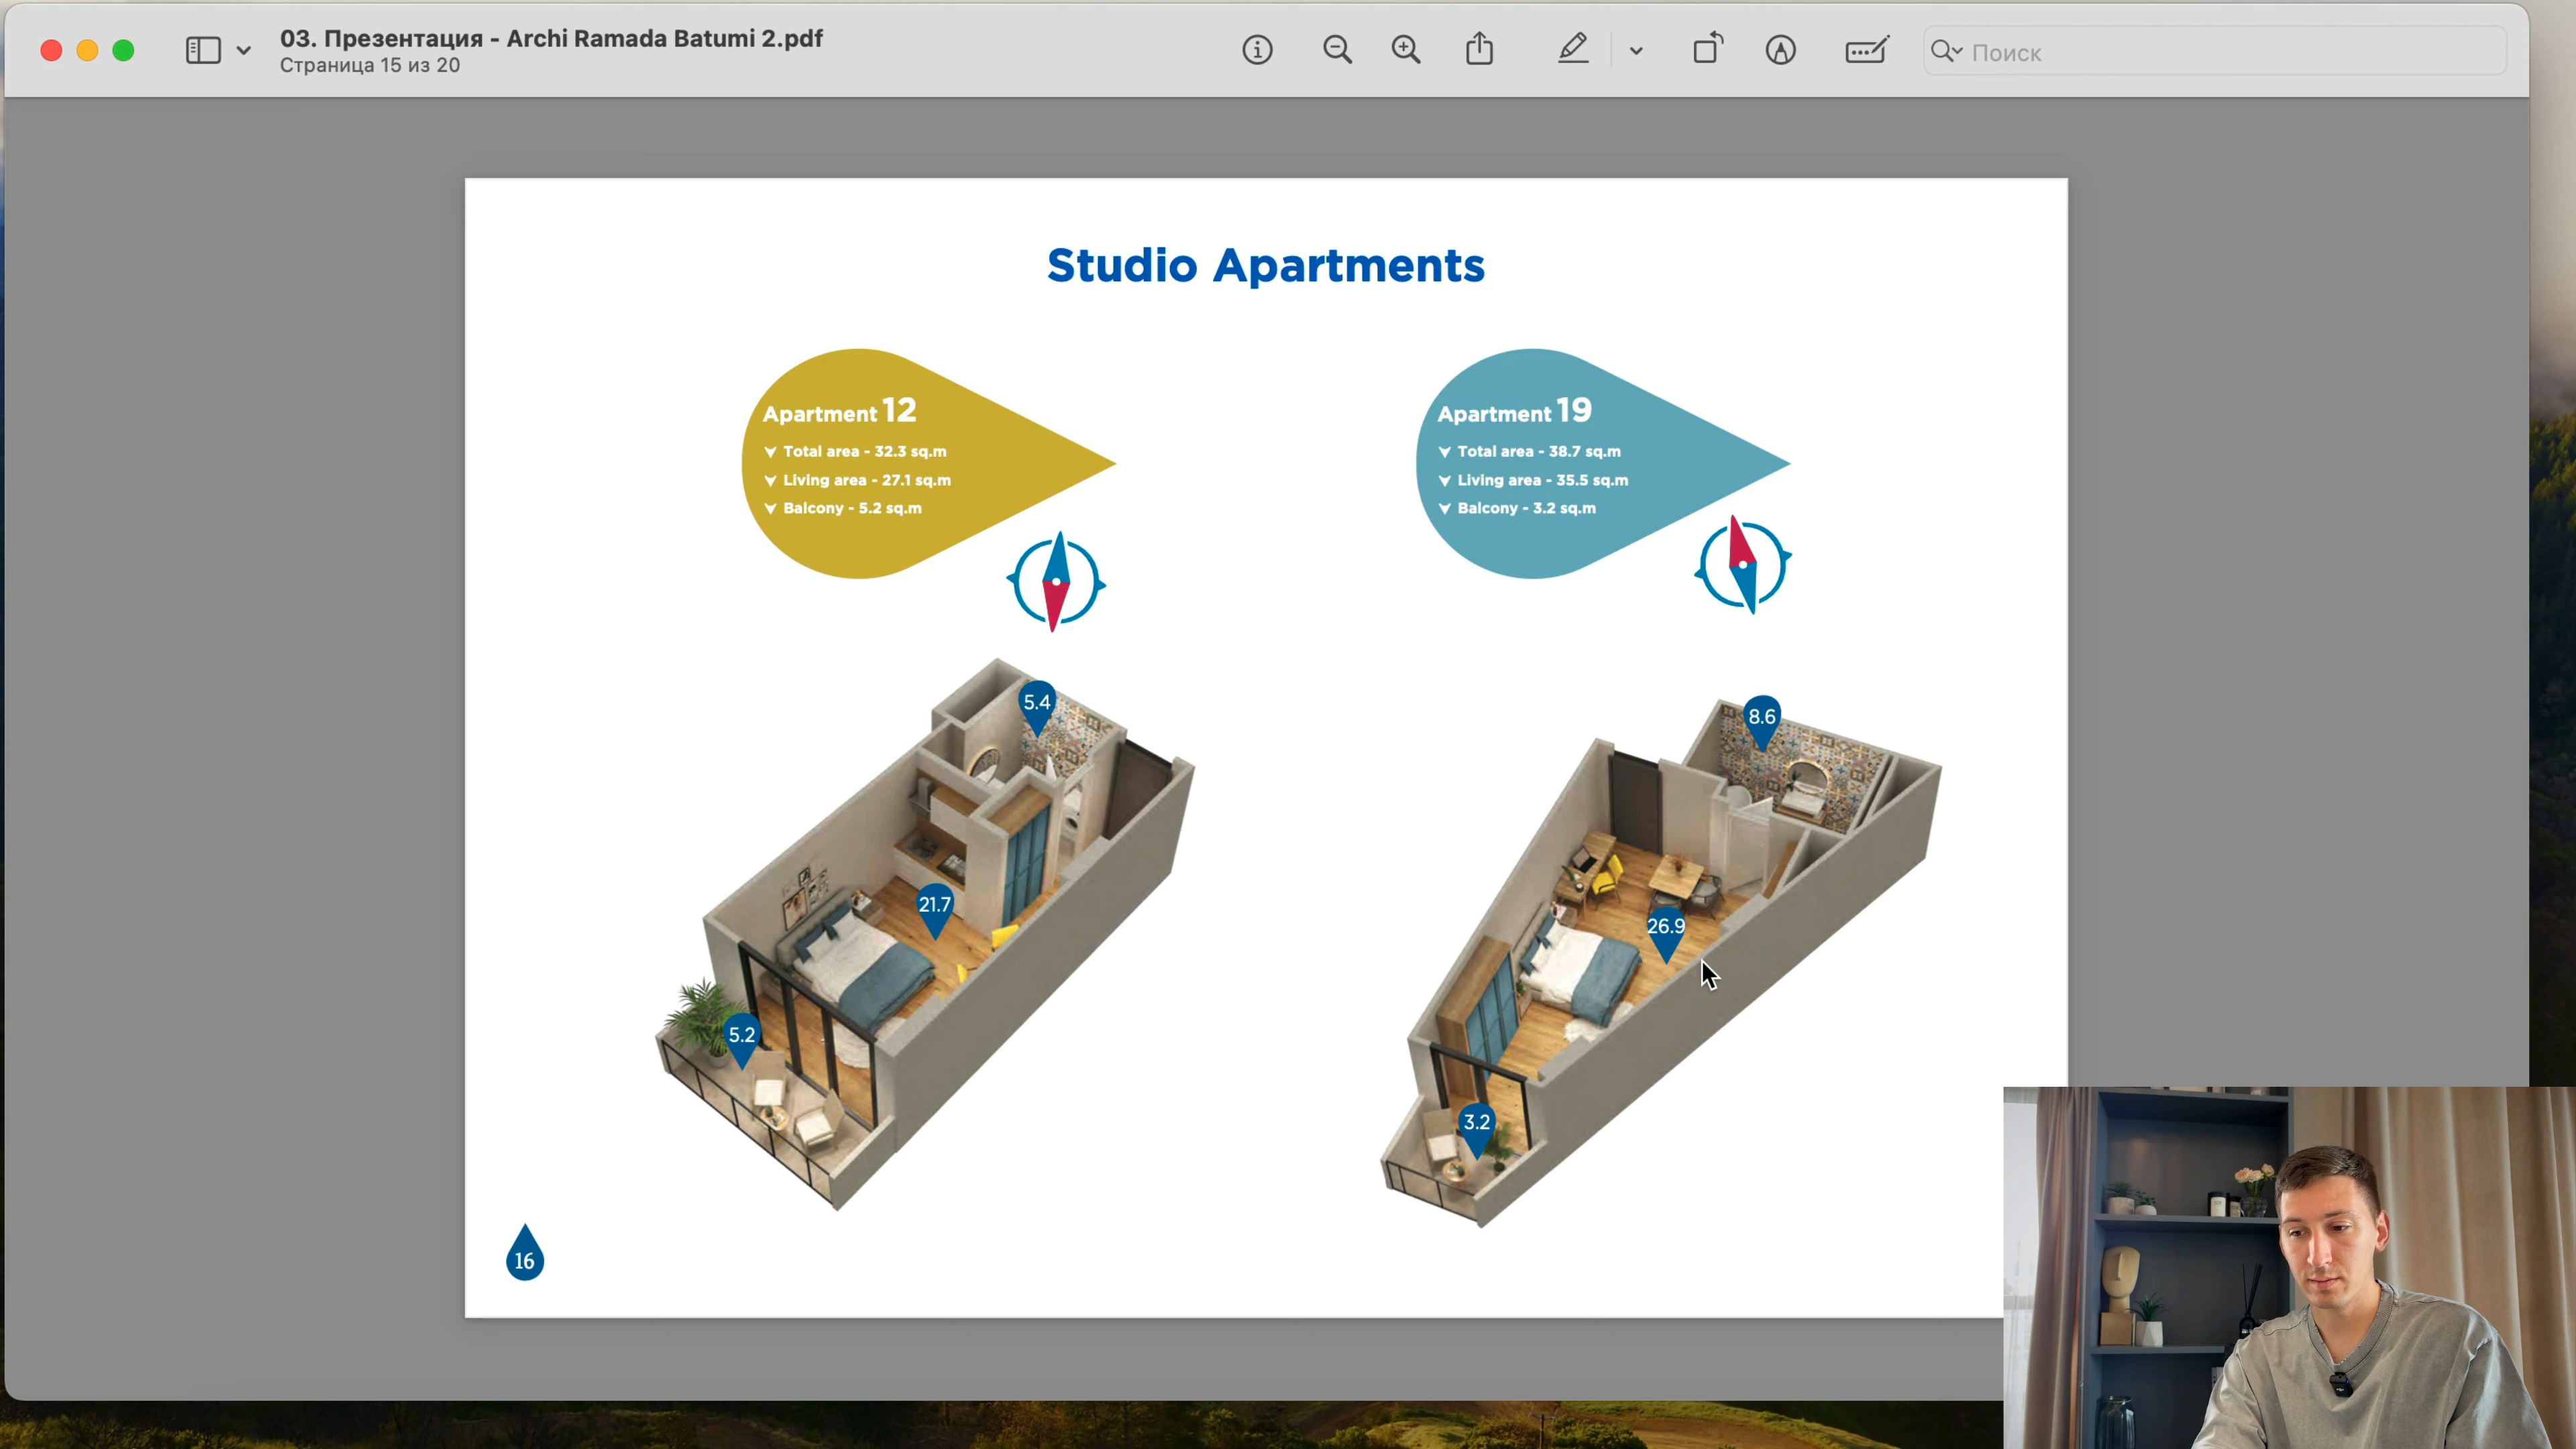 03. Презентация - Archi Ramada Batumi 2.pdf
Страница 15 из 20
Поиск
Studio Apartments
Apartment 12
Total area - 32.3 sq.m
Living area - 27.1 sq.m
Balcony - 5.2 sq.m
Apartment 19
Total area - 38.7 sq.m
Living area - 35.5 sq.m
Balcony - 3.2 sq.m
5.4
21.7
5.2
8.6
26.9
3.2
16